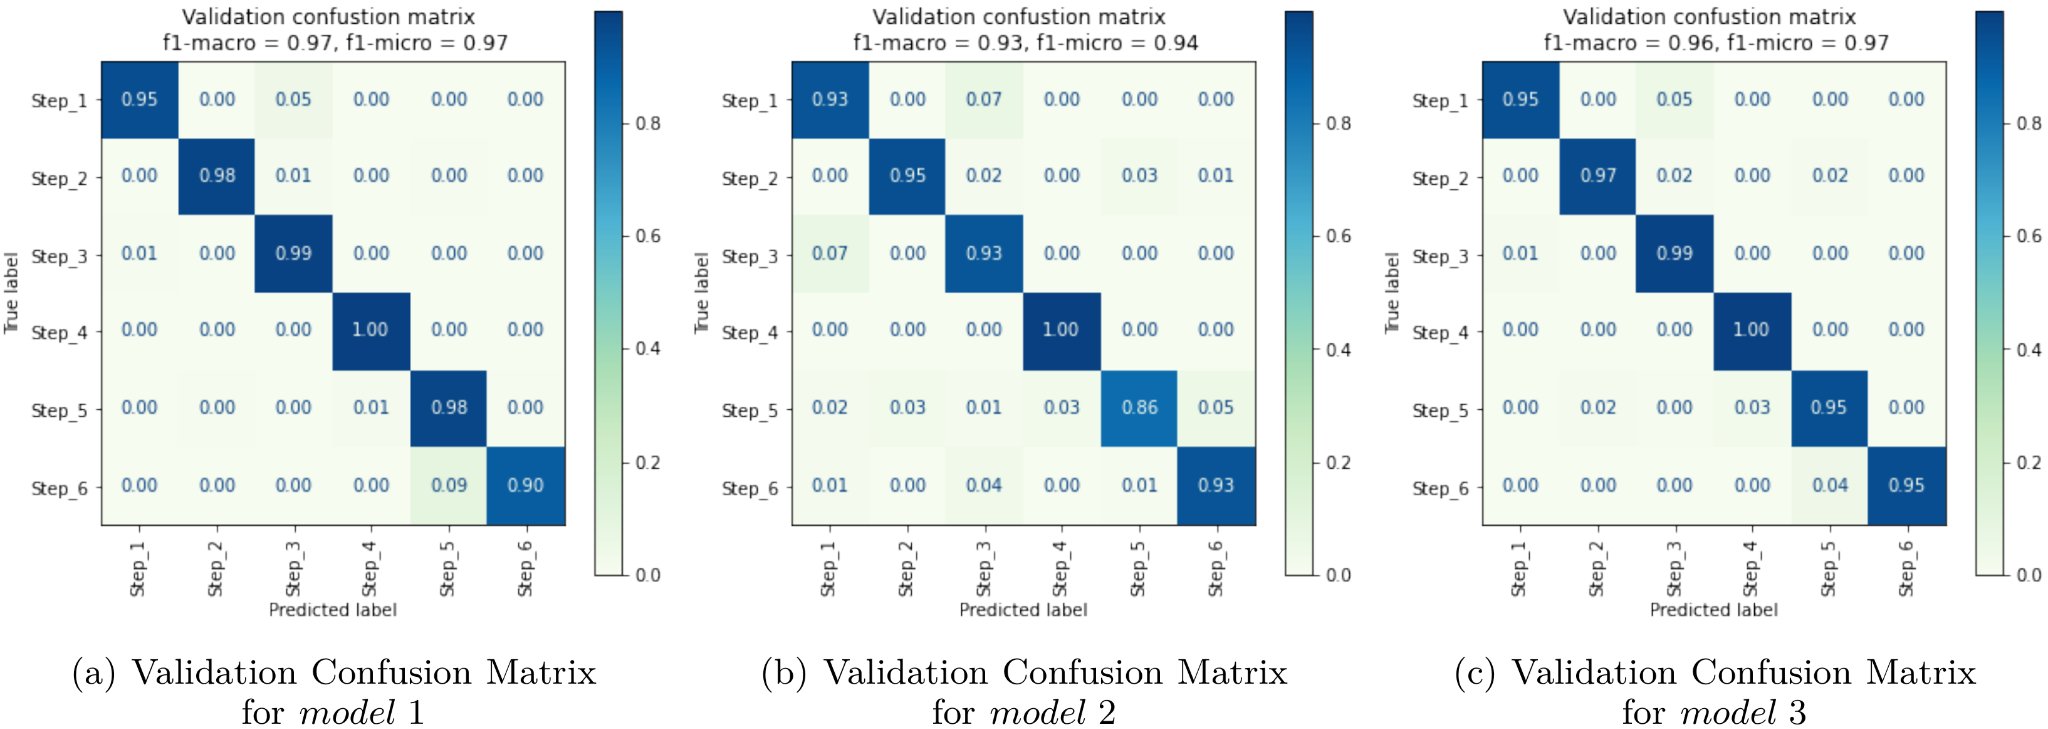 Validation confustion matrix
f1-macro = 0.97, f1-micro = 0.97
True label
Step_1 0.95 0.00 0.05 0.00 0.00 0.00
Step_2 0.00 0.98 0.01 0.00 0.00 0.00
Step_3 0.01 0.00 0.99 0.00 0.00 0.00
Step_4 0.00 0.00 0.00 1.00 0.00 0.00
Step_5 0.00 0.00 0.00 0.01 0.98 0.00
Step_6 0.00 0.00 0.00 0.00 0.09 0.90
Step_1 Step_2 Step_3 Step_4 Step_5 Step_6
Predicted label
0.8
0.6
0.4
0.2
0.0
(a) Validation Confusion Matrix
for model 1
Validation confustion matrix
f1-macro = 0.93, f1-micro = 0.94
True label
Step_1 0.93 0.00 0.07 0.00 0.00 0.00
Step_2 0.00 0.95 0.02 0.00 0.03 0.01
Step_3 0.07 0.00 0.93 0.00 0.00 0.00
Step_4 0.00 0.00 0.00 1.00 0.00 0.00
Step_5 0.02 0.03 0.01 0.03 0.86 0.05
Step_6 0.01 0.00 0.04 0.00 0.01 0.93
Step_1 Step_2 Step_3 Step_4 Step_5 Step_6
Predicted label
0.8
0.6
0.4
0.2
0.0
(b) Validation Confusion Matrix
for model 2
Validation confustion matrix
f1-macro = 0.96, f1-micro = 0.97
True label
Step_1 0.95 0.00 0.05 0.00 0.00 0.00
Step_2 0.00 0.97 0.02 0.00 0.02 0.00
Step_3 0.01 0.00 0.99 0.00 0.00 0.00
Step_4 0.00 0.00 0.00 1.00 0.00 0.00
Step_5 0.00 0.02 0.00 0.03 0.95 0.00
Step_6 0.00 0.00 0.00 0.00 0.04 0.95
Step_1 Step_2 Step_3 Step_4 Step_5 Step_6
Predicted label
0.8
0.6
0.4
0.2
0.0
(c) Validation Confusion Matrix
for model 3